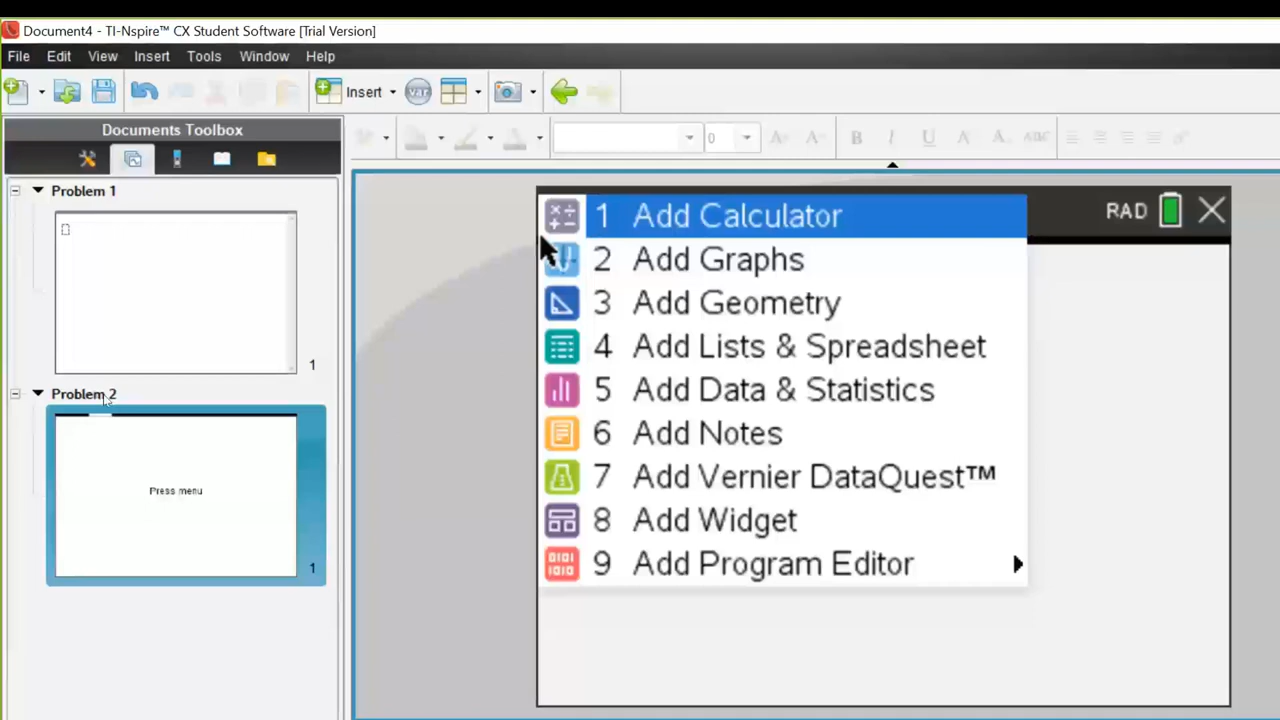 Document4 - TI-Nspire™ CX Student Software [Trial Version]
File Edit View Insert Tools Window Help
Insert var
Documents Toolbox
0 A A B I U A A ABC
Problem 1
1
Problem 2
Press menu
1
RAD
1 Add Calculator
2 Add Graphs
3 Add Geometry
4 Add Lists & Spreadsheet
5 Add Data & Statistics
6 Add Notes
7 Add Vernier DataQuest™
8 Add Widget
9 Add Program Editor